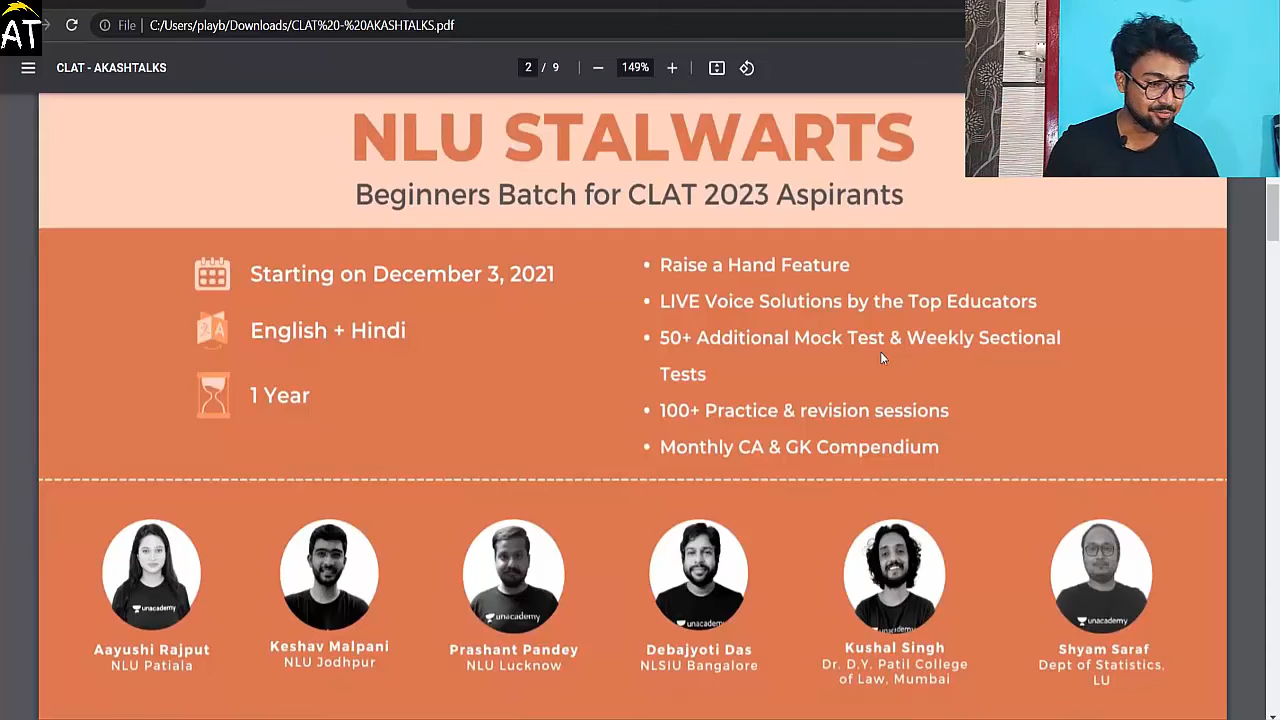 AT
File
C:/Users/playb/Downloads/CLAT%20-%20AKASHTALKS.pdf
CLAT - AKASHTALKS
2 / 9
149%
NLU STALWARTS
Beginners Batch for CLAT 2023 Aspirants
Starting on December 3, 2021
English + Hindi
1 Year
• Raise a Hand Feature
• LIVE Voice Solutions by the Top Educators
• 50+ Additional Mock Test & Weekly Sectional
Tests
• 100+ Practice & revision sessions
• Monthly CA & GK Compendium
unacademy
unacademy
unacademy
unacademy
Aayushi Rajput
NLU Patiala
Keshav Malpani
NLU Jodhpur
Prashant Pandey
NLU Lucknow
Debajyoti Das
NLSIU Bangalore
Kushal Singh
Dr. D.Y. Patil College
of Law, Mumbai
Shyam Saraf
Dept of Statistics,
LU